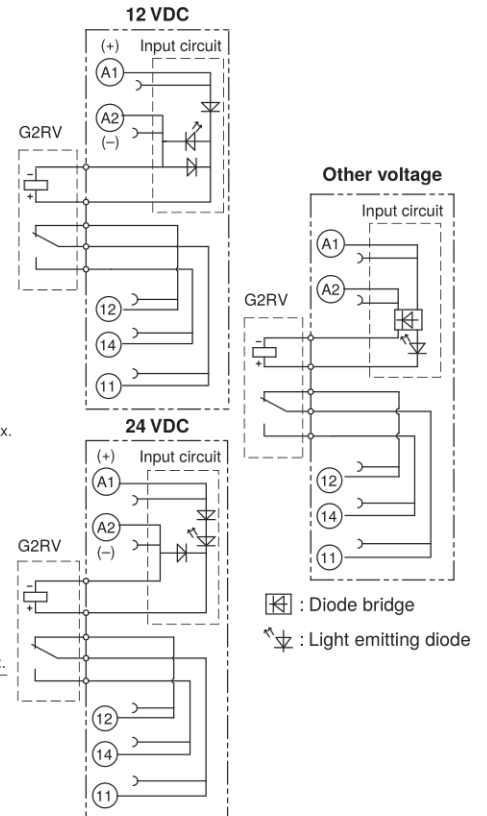 12 VDC
(+) Input circuit
A1
A2
(–)
G2RV
–
+
12
14
11
x.
24 VDC
(+) Input circuit
A1
A2
(–)
G2RV
–
+
12
14
11
Other voltage
Input circuit
A1
A2
G2RV
–
+
12
14
11
: Diode bridge
: Light emitting diode